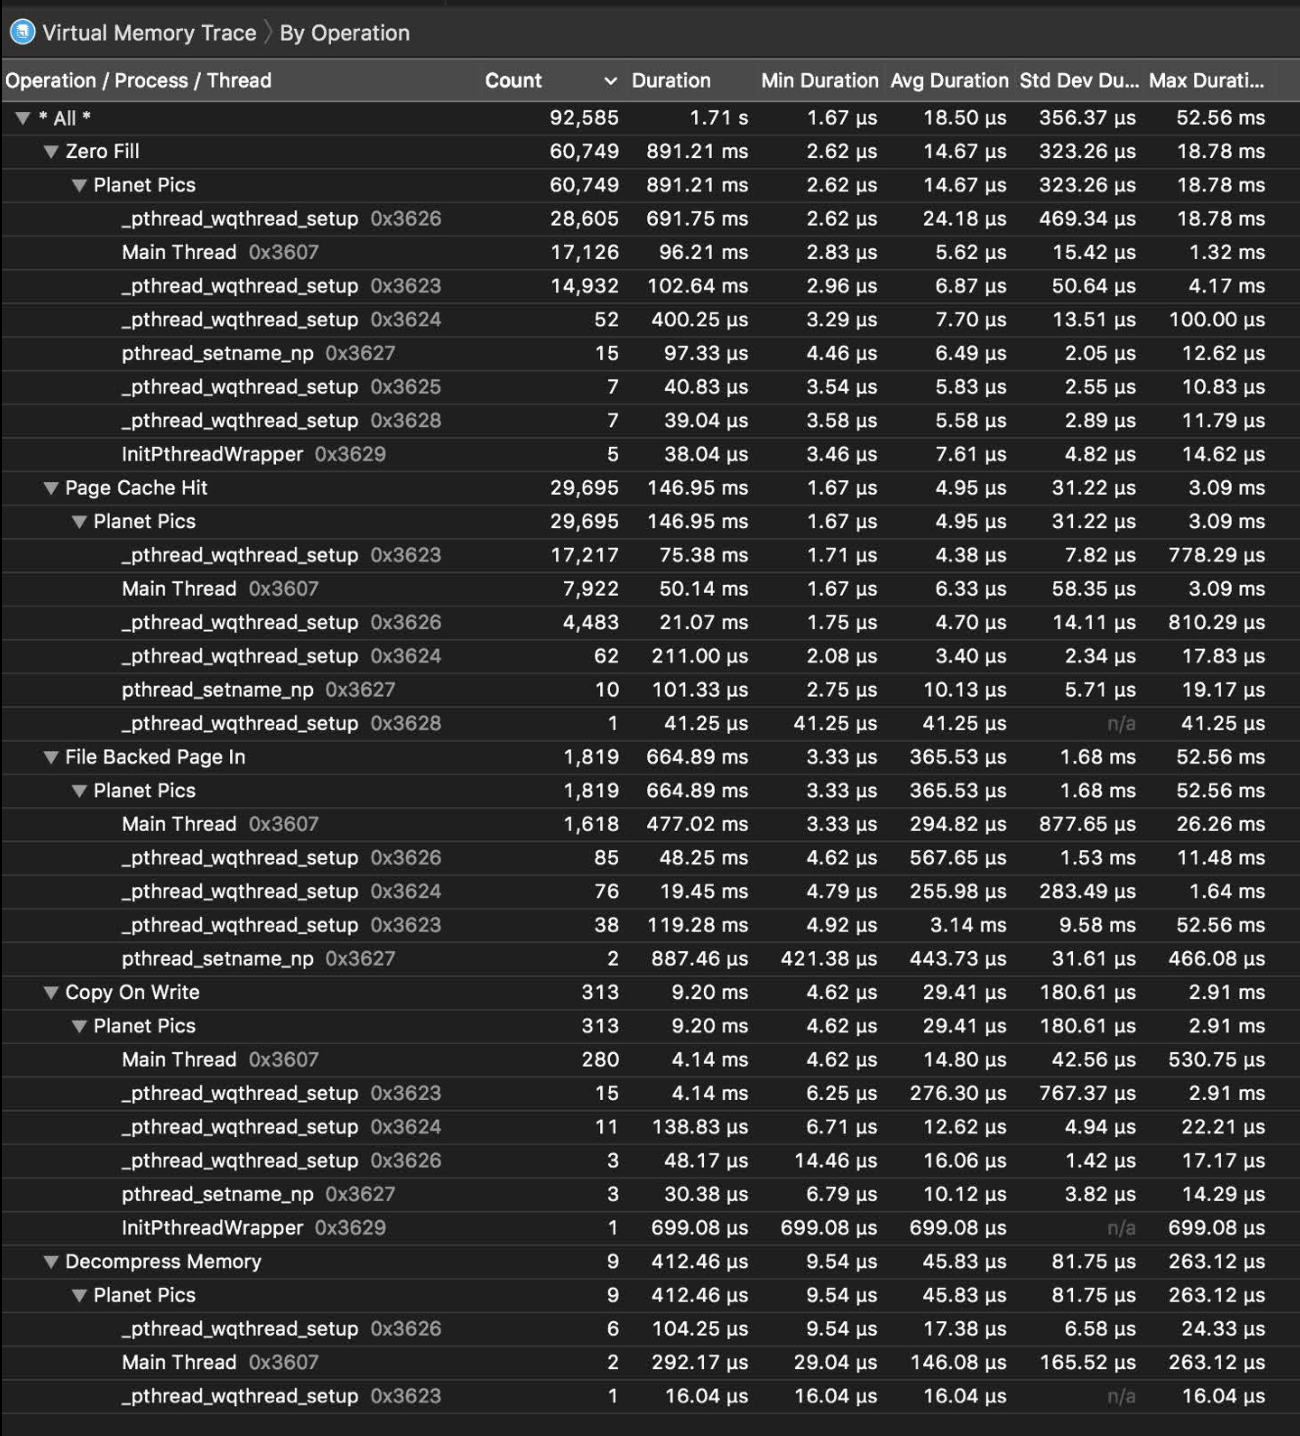 Virtual Memory Trace By Operation
Operation / Process / Thread Count Duration Min Duration Avg Duration Std Dev Du... Max Durati...
* All * 92,585 1.71 s 1.67 µs 18.50 µs 356.37 µs 52.56 ms
Zero Fill 60,749 891.21 ms 2.62 µs 14.67 µs 323.26 µs 18.78 ms
Planet Pics 60,749 891.21 ms 2.62 µs 14.67 µs 323.26 µs 18.78 ms
_pthread_wqthread_setup 0x3626 28,605 691.75 ms 2.62 µs 24.18 µs 469.34 µs 18.78 ms
Main Thread 0x3607 17,126 96.21 ms 2.83 µs 5.62 µs 15.42 µs 1.32 ms
_pthread_wqthread_setup 0x3623 14,932 102.64 ms 2.96 µs 6.87 µs 50.64 µs 4.17 ms
_pthread_wqthread_setup 0x3624 52 400.25 µs 3.29 µs 7.70 µs 13.51 µs 100.00 µs
pthread_setname_np 0x3627 15 97.33 µs 4.46 µs 6.49 µs 2.05 µs 12.62 µs
_pthread_wqthread_setup 0x3625 7 40.83 µs 3.54 µs 5.83 µs 2.55 µs 10.83 µs
_pthread_wqthread_setup 0x3628 7 39.04 µs 3.58 µs 5.58 µs 2.89 µs 11.79 µs
InitPthreadWrapper 0x3629 5 38.04 µs 3.46 µs 7.61 µs 4.82 µs 14.62 µs
Page Cache Hit 29,695 146.95 ms 1.67 µs 4.95 µs 31.22 µs 3.09 ms
Planet Pics 29,695 146.95 ms 1.67 µs 4.95 µs 31.22 µs 3.09 ms
_pthread_wqthread_setup 0x3623 17,217 75.38 ms 1.71 µs 4.38 µs 7.82 µs 778.29 µs
Main Thread 0x3607 7,922 50.14 ms 1.67 µs 6.33 µs 58.35 µs 3.09 ms
_pthread_wqthread_setup 0x3626 4,483 21.07 ms 1.75 µs 4.70 µs 14.11 µs 810.29 µs
_pthread_wqthread_setup 0x3624 62 211.00 µs 2.08 µs 3.40 µs 2.34 µs 17.83 µs
pthread_setname_np 0x3627 10 101.33 µs 2.75 µs 10.13 µs 5.71 µs 19.17 µs
_pthread_wqthread_setup 0x3628 1 41.25 µs 41.25 µs 41.25 µs n/a 41.25 µs
File Backed Page In 1,819 664.89 ms 3.33 µs 365.53 µs 1.68 ms 52.56 ms
Planet Pics 1,819 664.89 ms 3.33 µs 365.53 µs 1.68 ms 52.56 ms
Main Thread 0x3607 1,618 477.02 ms 3.33 µs 294.82 µs 877.65 µs 26.26 ms
_pthread_wqthread_setup 0x3626 85 48.25 ms 4.62 µs 567.65 µs 1.53 ms 11.48 ms
_pthread_wqthread_setup 0x3624 76 19.45 ms 4.79 µs 255.98 µs 283.49 µs 1.64 ms
_pthread_wqthread_setup 0x3623 38 119.28 ms 4.92 µs 3.14 ms 9.58 ms 52.56 ms
pthread_setname_np 0x3627 2 887.46 µs 421.38 µs 443.73 µs 31.61 µs 466.08 µs
Copy On Write 313 9.20 ms 4.62 µs 29.41 µs 180.61 µs 2.91 ms
Planet Pics 313 9.20 ms 4.62 µs 29.41 µs 180.61 µs 2.91 ms
Main Thread 0x3607 280 4.14 ms 4.62 µs 14.80 µs 42.56 µs 530.75 µs
_pthread_wqthread_setup 0x3623 15 4.14 ms 6.25 µs 276.30 µs 767.37 µs 2.91 ms
_pthread_wqthread_setup 0x3624 11 138.83 µs 6.71 µs 12.62 µs 4.94 µs 22.21 µs
_pthread_wqthread_setup 0x3626 3 48.17 µs 14.46 µs 16.06 µs 1.42 µs 17.17 µs
pthread_setname_np 0x3627 3 30.38 µs 6.79 µs 10.12 µs 3.82 µs 14.29 µs
InitPthreadWrapper 0x3629 1 699.08 µs 699.08 µs 699.08 µs n/a 699.08 µs
Decompress Memory 9 412.46 µs 9.54 µs 45.83 µs 81.75 µs 263.12 µs
Planet Pics 9 412.46 µs 9.54 µs 45.83 µs 81.75 µs 263.12 µs
_pthread_wqthread_setup 0x3626 6 104.25 µs 9.54 µs 17.38 µs 6.58 µs 24.33 µs
Main Thread 0x3607 2 292.17 µs 29.04 µs 146.08 µs 165.52 µs 263.12 µs
_pthread_wqthread_setup 0x3623 1 16.04 µs 16.04 µs 16.04 µs n/a 16.04 µs